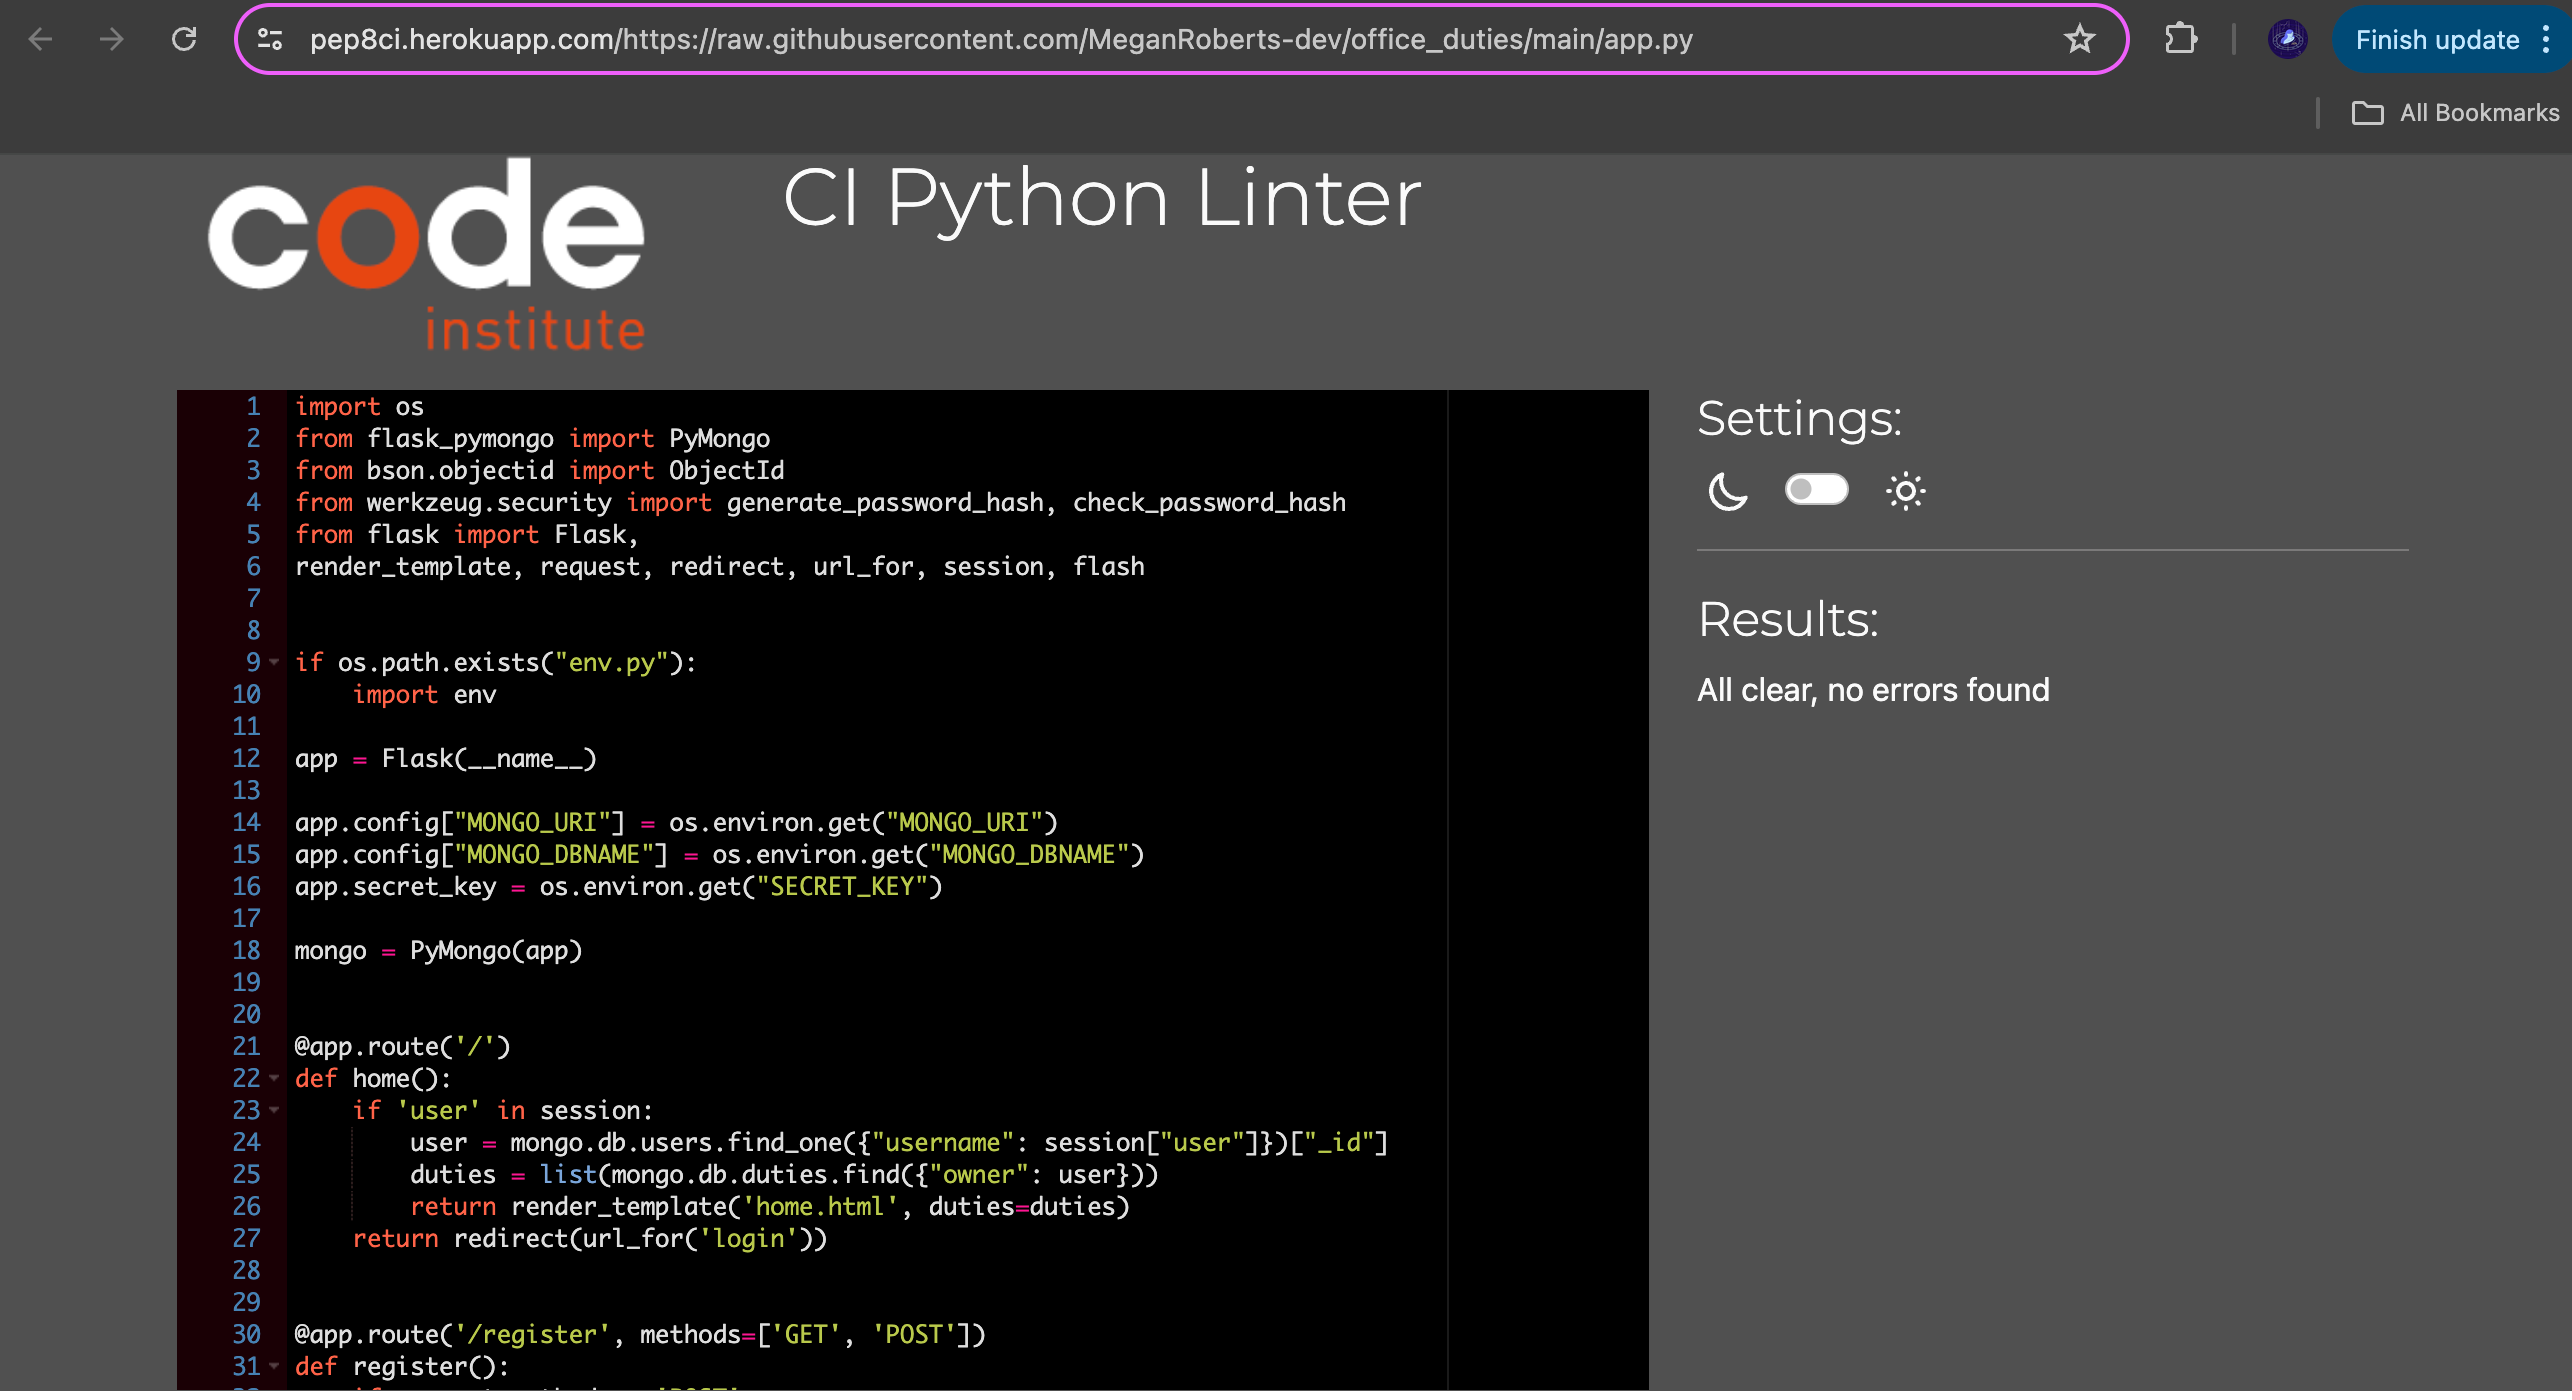 pep8ci.herokuapp.com/https://raw.githubusercontent.com/MeganRoberts-dev/office_duties/main/app.py
Finish update
All Bookmarks
code
institute
CI Python Linter
1 import os
2 from flask_pymongo import PyMongo
3 from bson.objectid import ObjectId
4 from werkzeug.security import generate_password_hash, check_password_hash
5 from flask import Flask,
6 render_template, request, redirect, url_for, session, flash
7
8
9 if os.path.exists("env.py"):
10     import env
11
12 app = Flask(__name__)
13
14 app.config["MONGO_URI"] = os.environ.get("MONGO_URI")
15 app.config["MONGO_DBNAME"] = os.environ.get("MONGO_DBNAME")
16 app.secret_key = os.environ.get("SECRET_KEY")
17
18 mongo = PyMongo(app)
19
20
21 @app.route('/')
22 def home():
23     if 'user' in session:
24         user = mongo.db.users.find_one({"username": session["user"]})["_id"]
25         duties = list(mongo.db.duties.find({"owner": user}))
26         return render_template('home.html', duties=duties)
27     return redirect(url_for('login'))
28
29
30 @app.route('/register', methods=['GET', 'POST'])
31 def register():
Settings:
Results:
All clear, no errors found